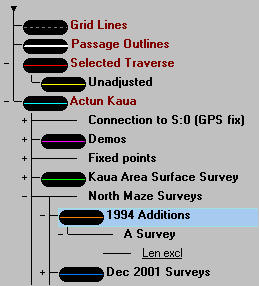 Grid Lines
Passage Outlines
Selected Traverse
Unadjusted
Actun Kaua
Connection to S:0 (GPS fix)
Demos
Fixed points
Kaua Area Surface Survey
North Maze Surveys
1994 Additions
A Survey
Len excl
Dec 2001 Surveys